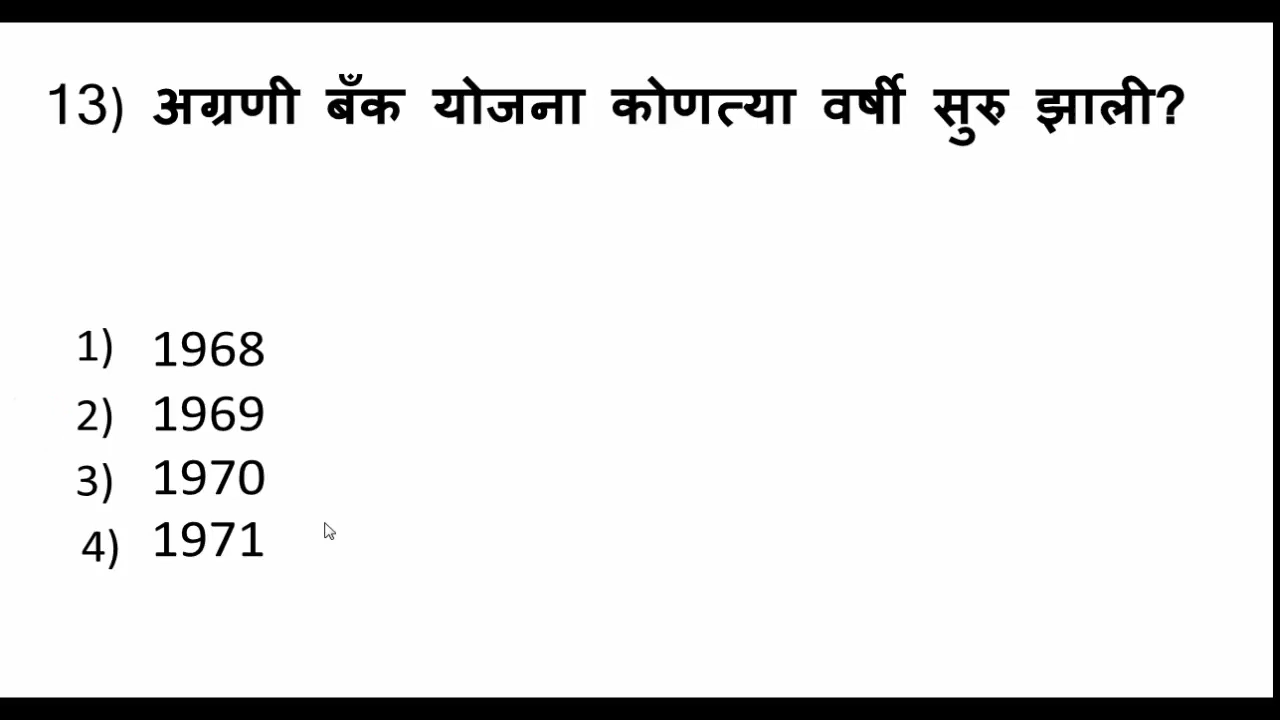 13) अग्रणी बँक योजना कोणत्या वर्षी सुरु झाली?
1) 1968
2) 1969
3) 1970
4) 1971